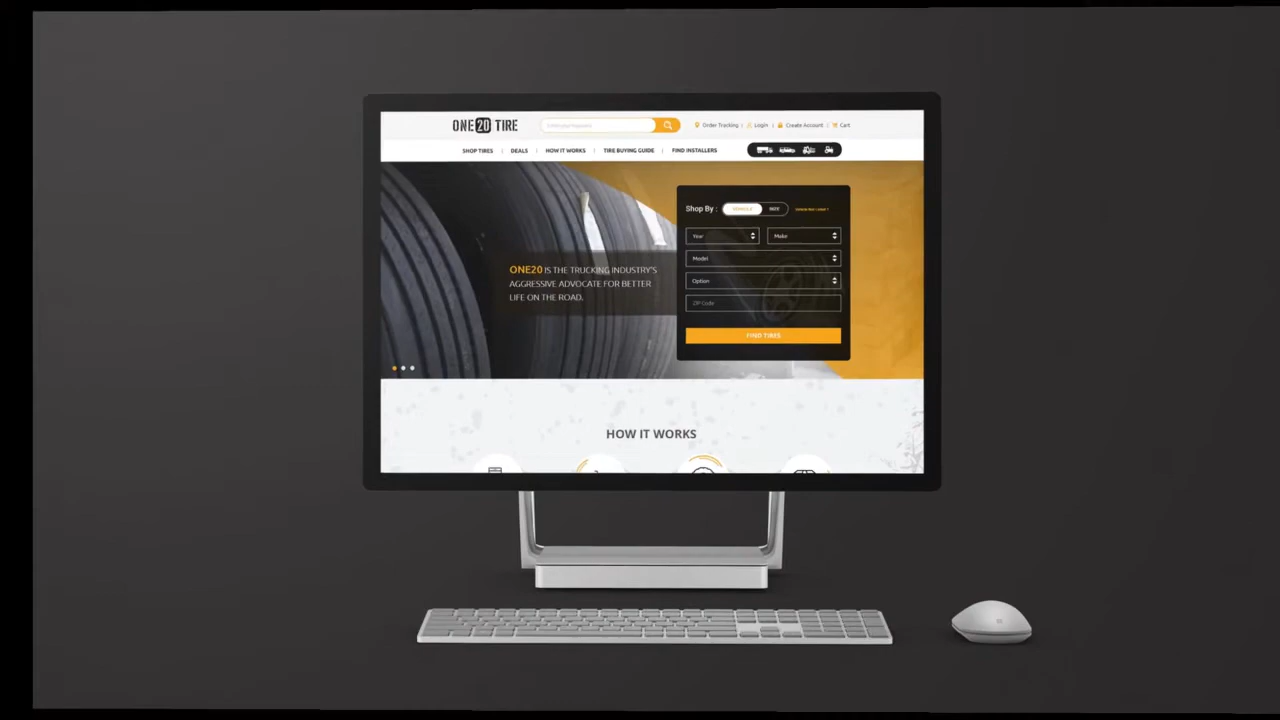 ONE20 TIRE
Order Tracking | Login | Create Account | Cart
SHOP TIRES | DEALS | HOW IT WORKS | TIRE BUYING GUIDE | FIND INSTALLERS
Shop By :
VEHICLE
SIZE
Year
Make
Model
Option
ZIP Code
FIND TIRES
ONE20 IS THE TRUCKING INDUSTRY'S
AGGRESSIVE ADVOCATE FOR BETTER
LIFE ON THE ROAD.
HOW IT WORKS